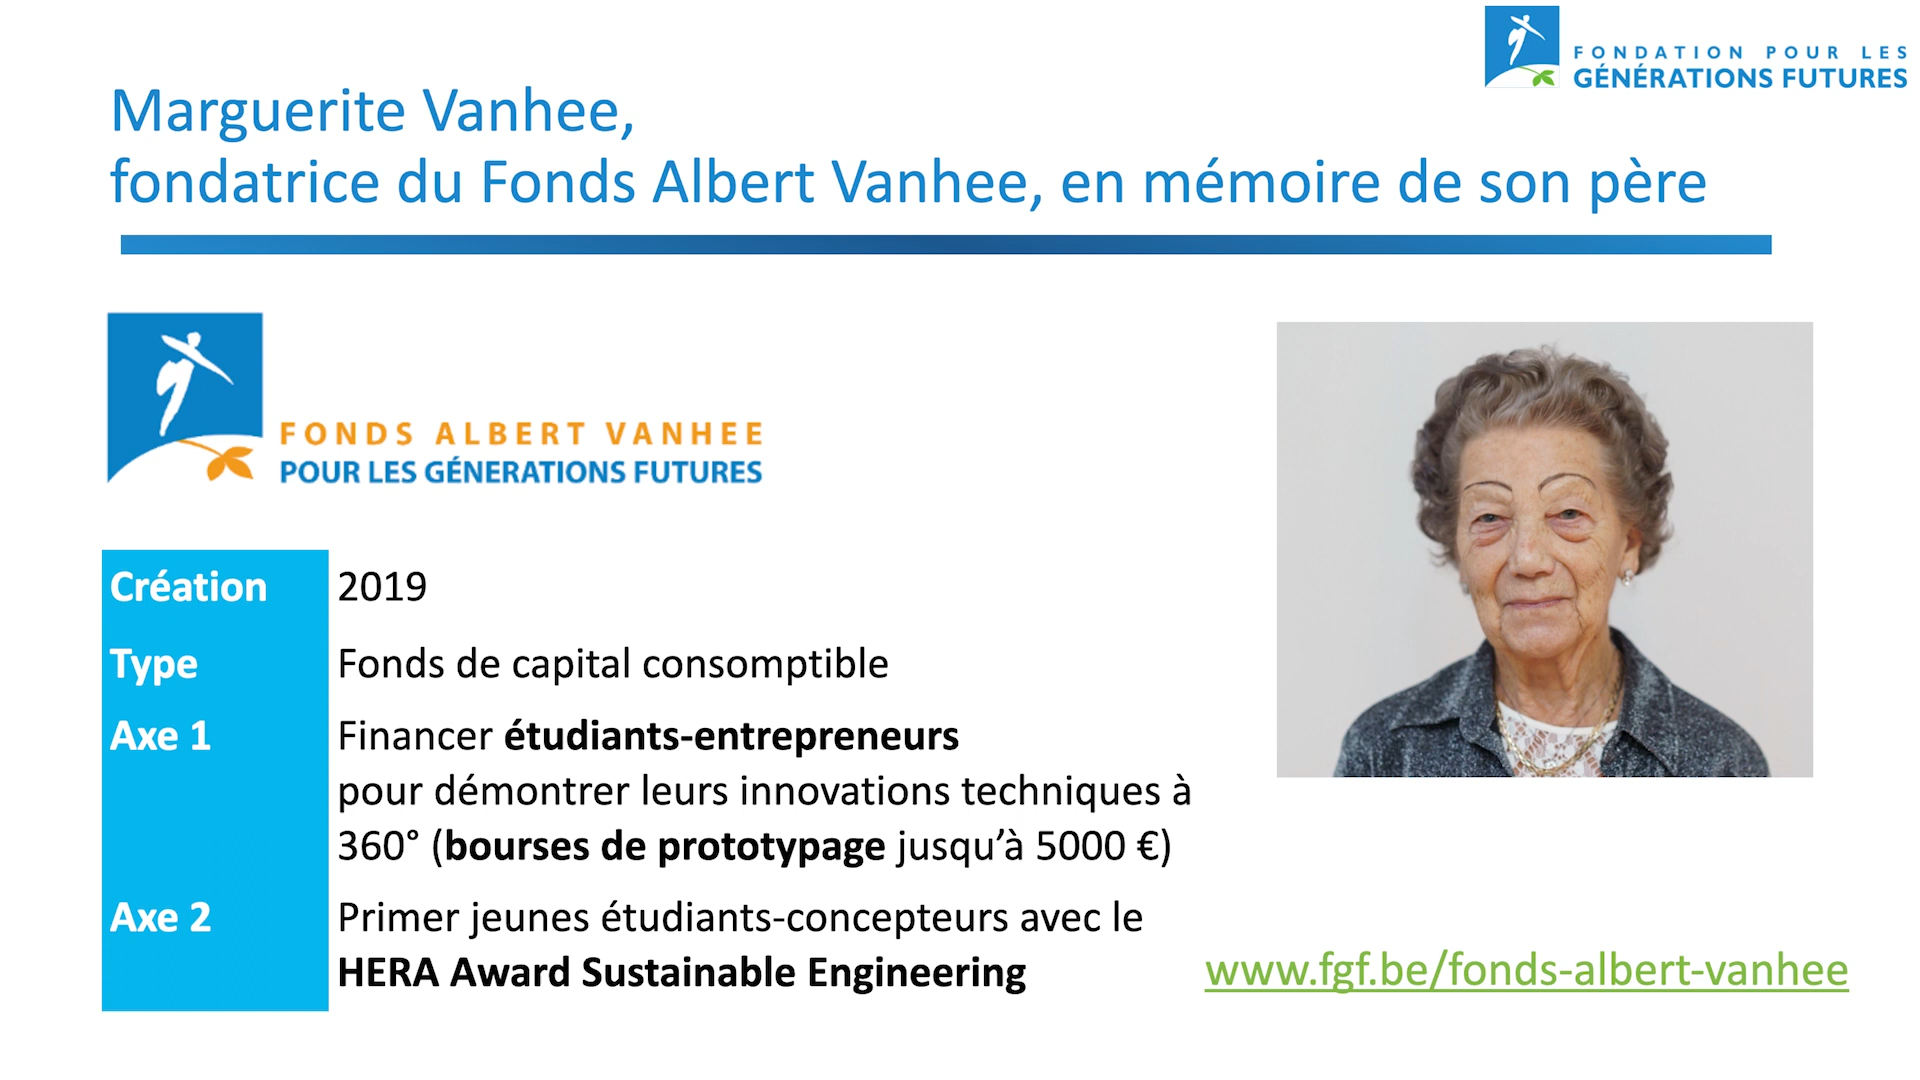 FONDATION POUR LES
GÉNÉRATIONS FUTURES
Marguerite Vanhee,
fondatrice du Fonds Albert Vanhee, en mémoire de son père
FONDS ALBERT VANHEE
POUR LES GÉNERATIONS FUTURES
Création 2019
Type Fonds de capital consomptible
Axe 1 Financer étudiants-entrepreneurs
pour démontrer leurs innovations techniques à
360° (bourses de prototypage jusqu’à 5000 €)
Axe 2 Primer jeunes étudiants-concepteurs avec le
HERA Award Sustainable Engineering
www.fgf.be/fonds-albert-vanhee